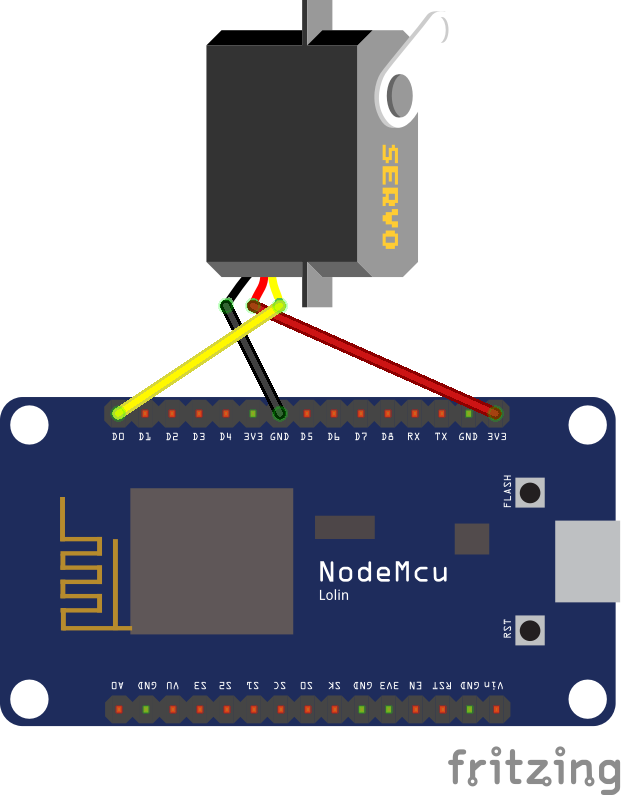 SERVO
D0 D1 D2 D3 D4 3V3 GND D5 D6 D7 D8 RX TX GND 3V3
FLASH
NodeMcu
Lolin
RST
A0 GND VU S3 S2 S1 SC S0 SK GND 3V3 EN RST GND Vin
fritzing